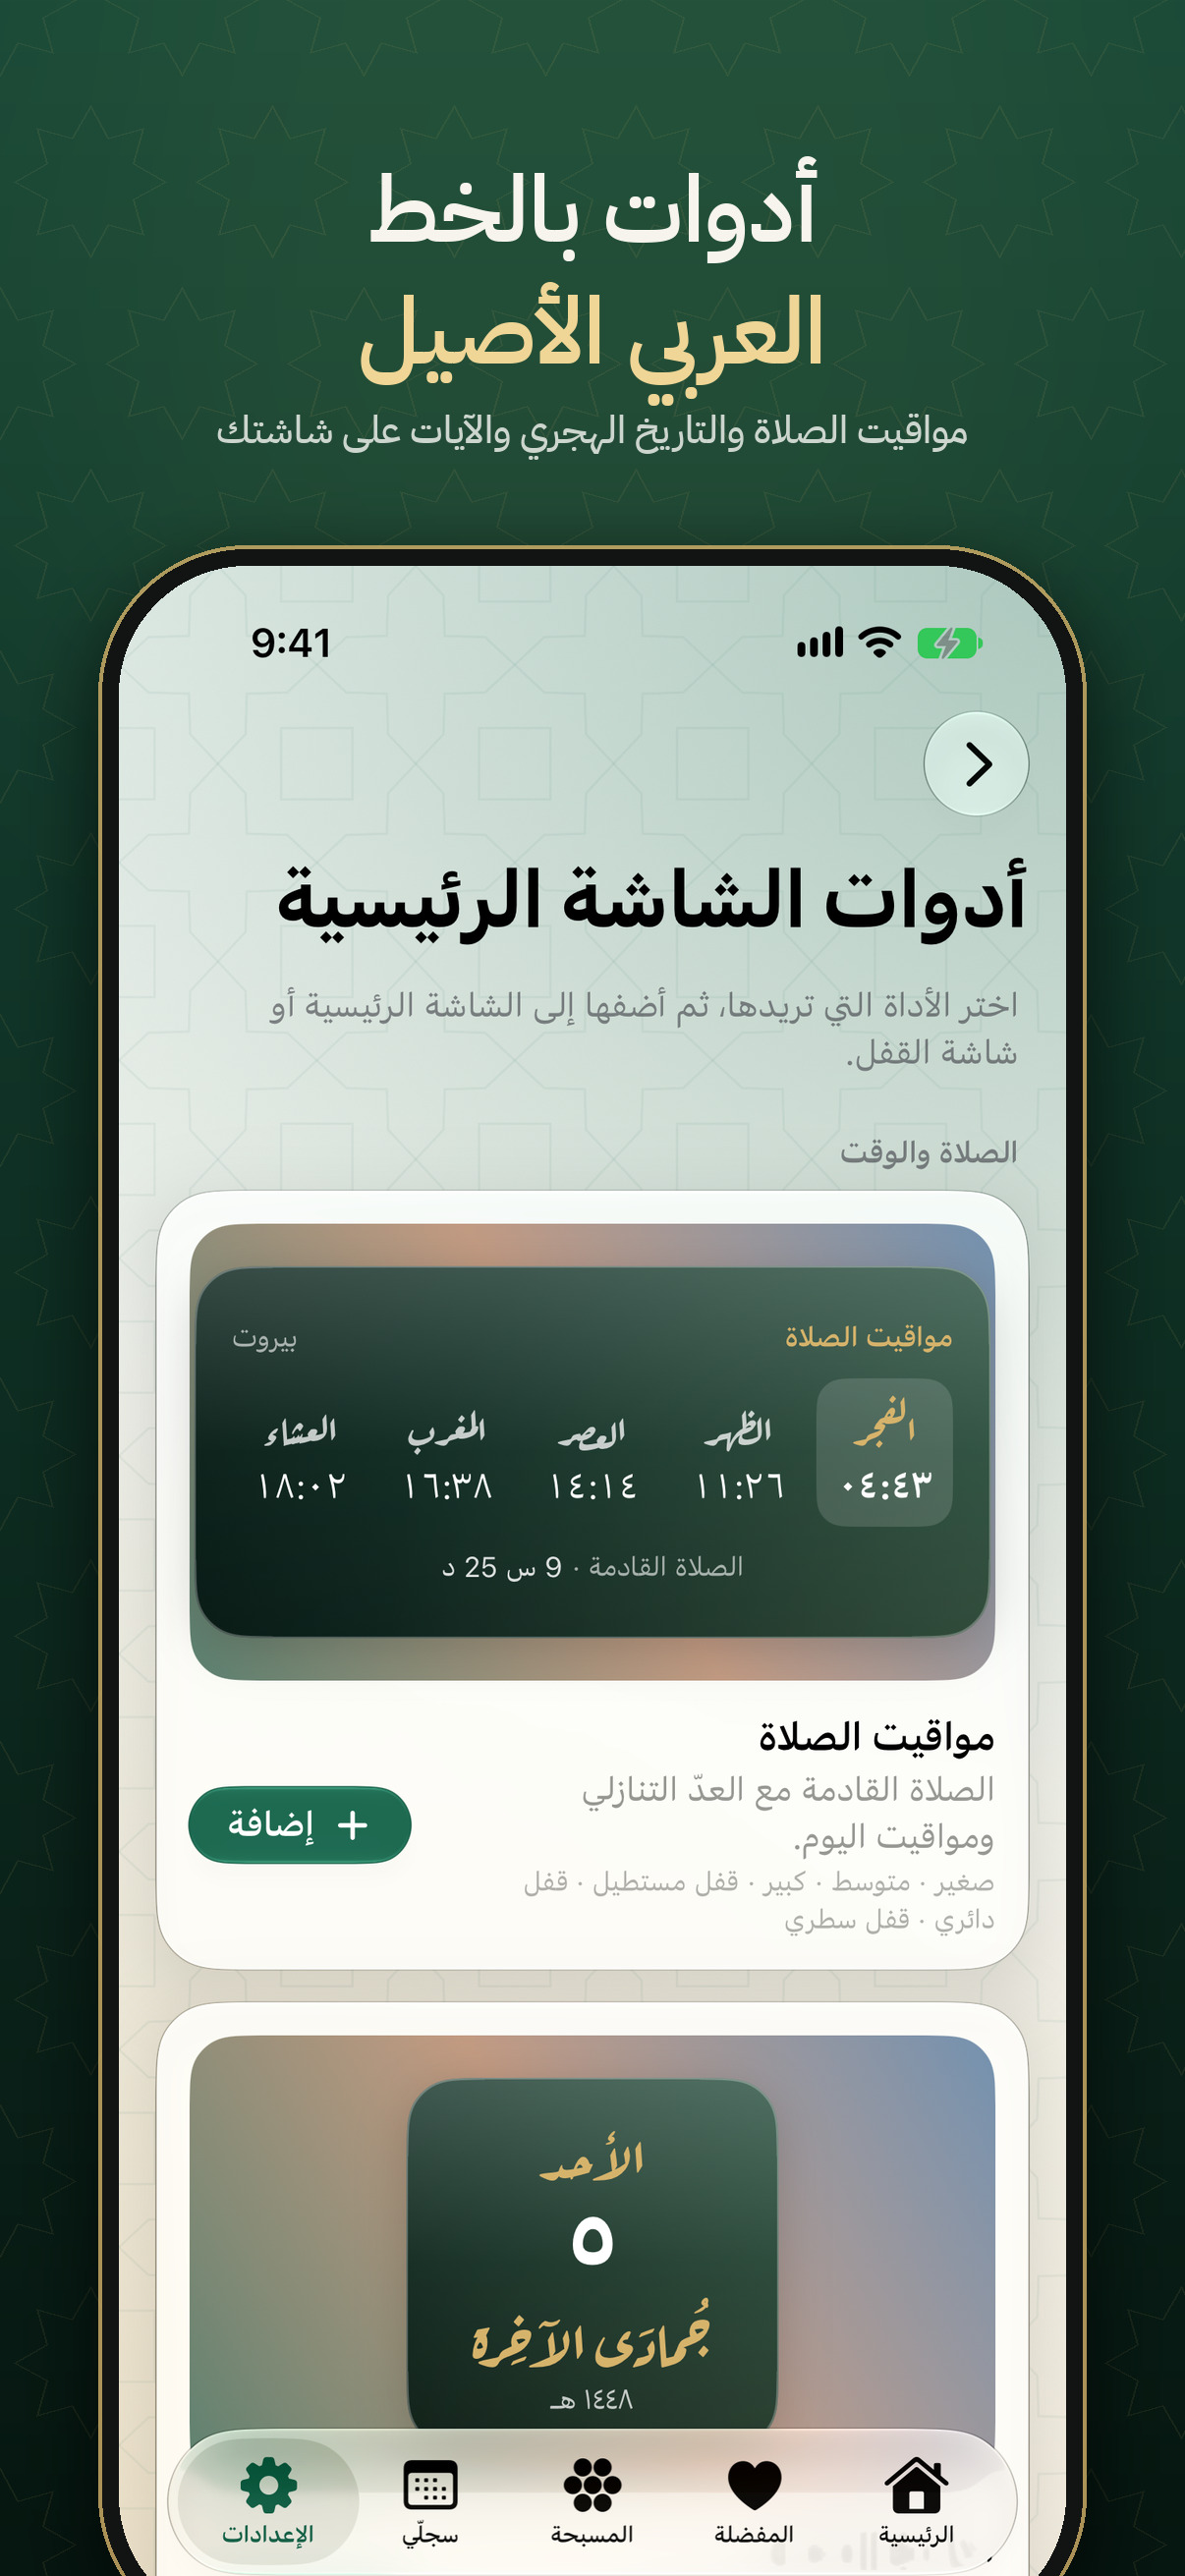 أدوات بالخط
العربي الأصيل
مواقيت الصلاة والتاريخ الهجري والآيات على شاشتك
9:41
أدوات الشاشة الرئيسية
اختر الأداة التي تريدها، ثم أضفها إلى الشاشة الرئيسية أو
شاشة القفل.
الصلاة والوقت
مواقيت الصلاة بيروت
الفجر الظهر العصر المغرب العشاء
٠٤:٤٣ ١١:٢٦ ١٤:١٤ ١٦:٣٨ ١٨:٠٢
الصلاة القادمة · 9 س 25 د
مواقيت الصلاة
الصلاة القادمة مع العدّ التنازلي
ومواقيت اليوم.
+ إضافة
صغير · متوسط · كبير · قفل مستطيل · قفل
دائري · قفل سطري
الأحد
٥
جُمادَى الآخِرة
١٤٤٨ هـ
الرئيسية المفضلة المسبحة سجلّي الإعدادات